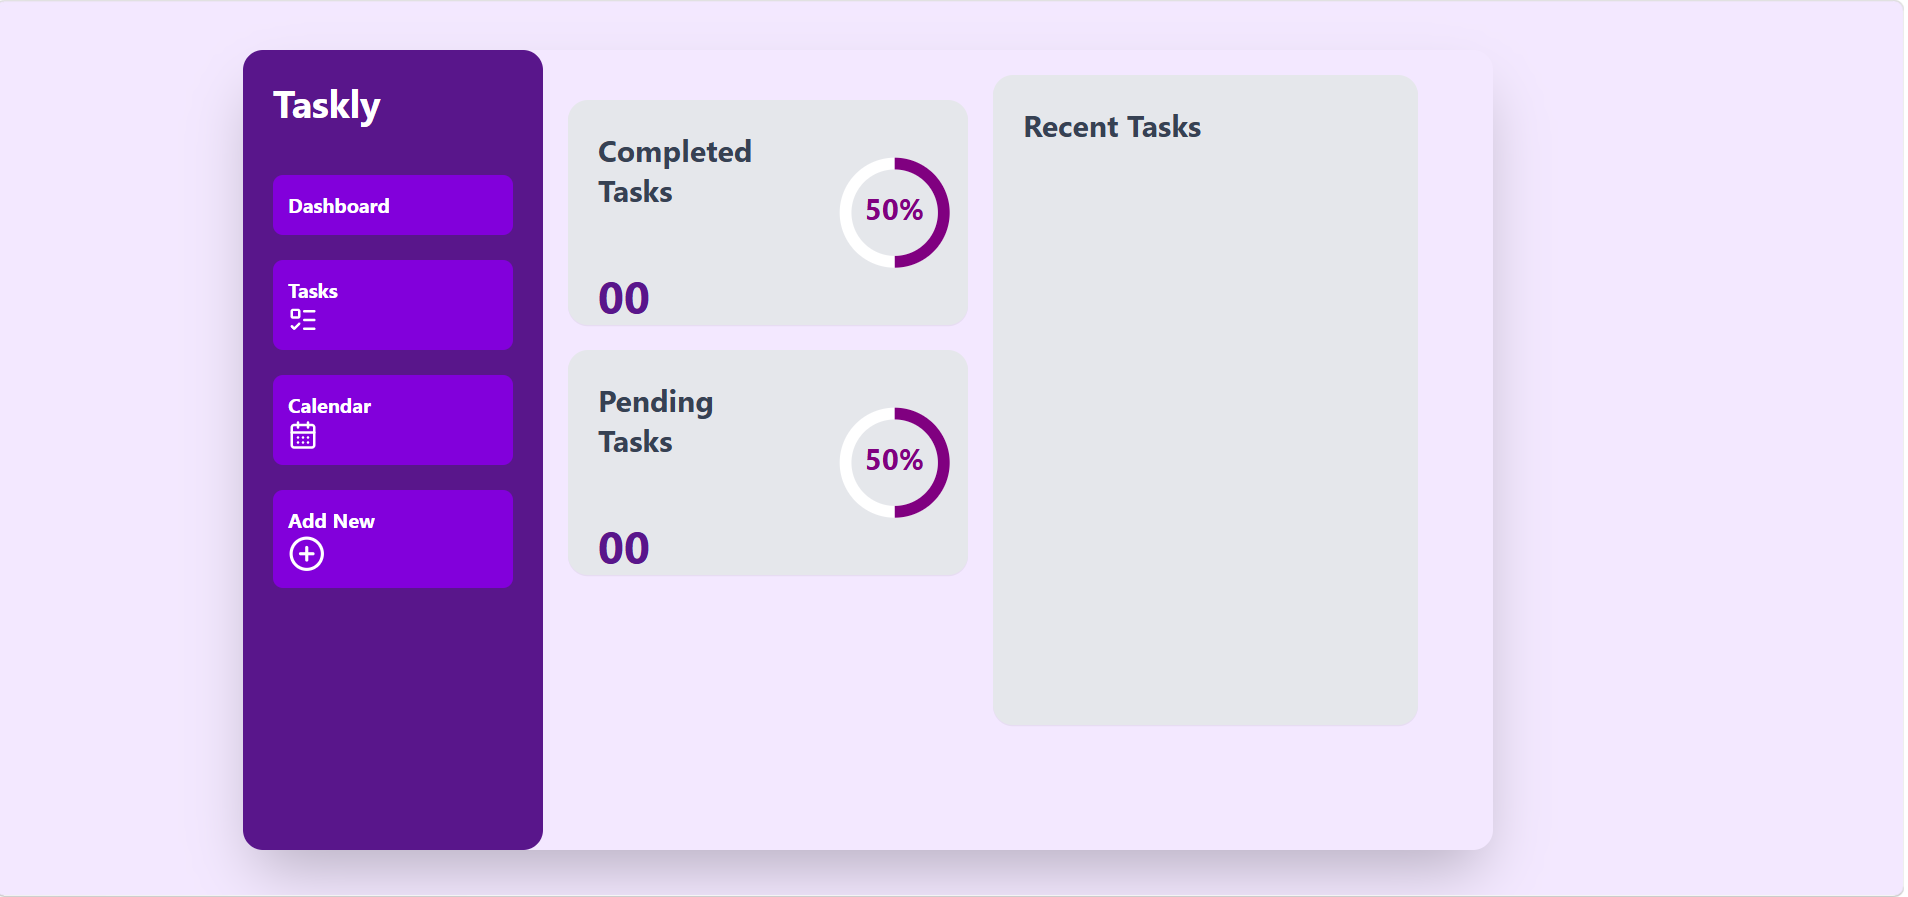 Taskly
Dashboard
Tasks
Calendar
Add New
Completed
Tasks
50%
00
Pending
Tasks
50%
00
Recent Tasks